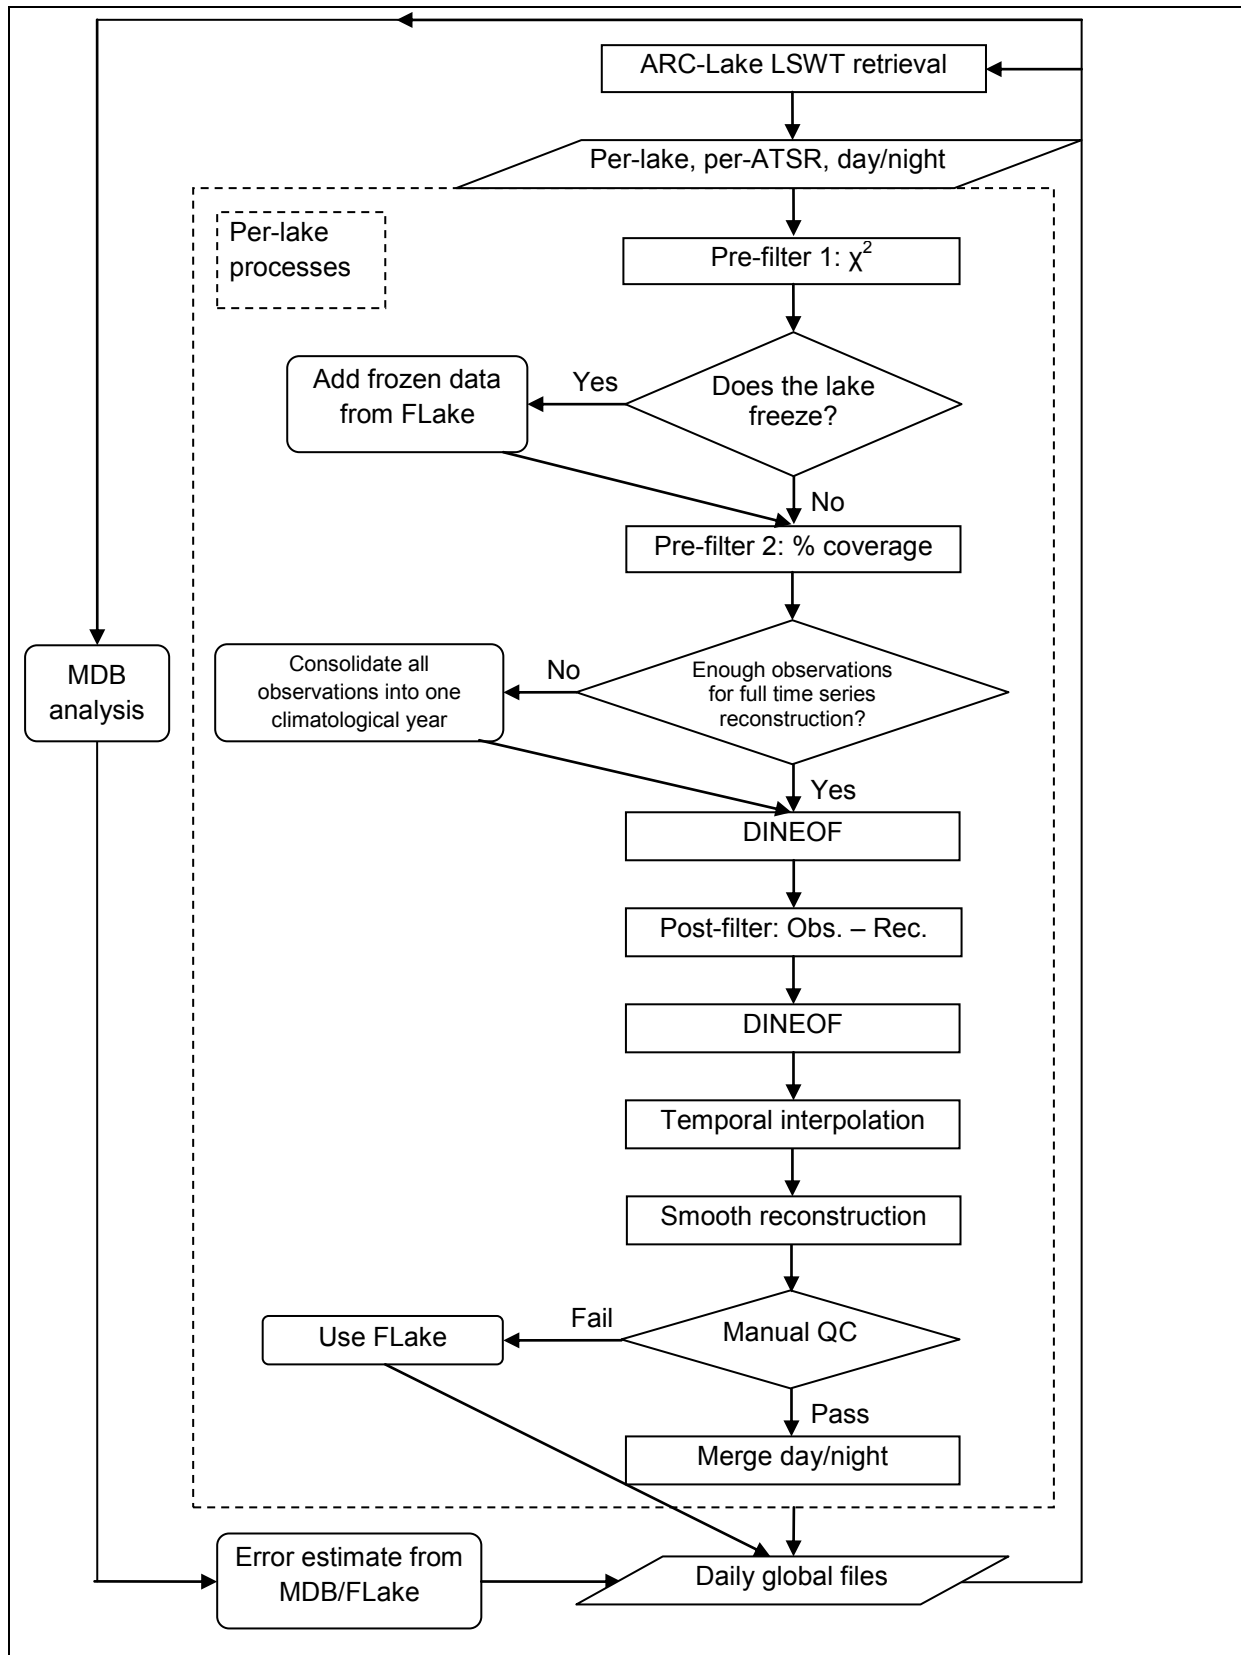 ARC-Lake LSWT retrieval
Per-lake, per-ATSR, day/night
Per-lake
processes
Pre-filter 1: χ²
Does the lake
freeze?
Yes
Add frozen data
from FLake
No
Pre-filter 2: % coverage
Enough observations
for full time series
reconstruction?
No
Consolidate all
observations into one
climatological year
MDB
analysis
Yes
DINEOF
Post-filter: Obs. – Rec.
DINEOF
Temporal interpolation
Smooth reconstruction
Manual QC
Fail
Use FLake
Pass
Merge day/night
Error estimate from
MDB/FLake
Daily global files